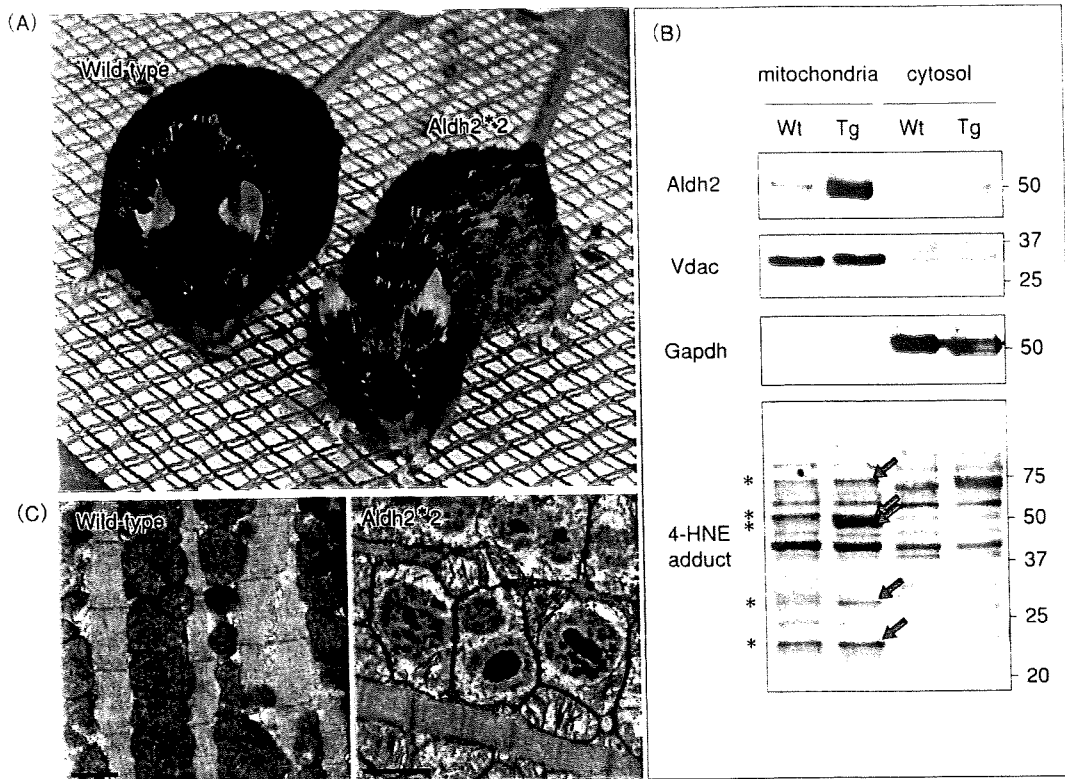 (A)
Wild-type
Aldh2*2
(B)
mitochondria cytosol
Wt Tg Wt Tg
Aldh2
50
Vdac
37
25
Gapdh
50
4-HNE
adduct
*
*
*
*
*
75
50
37
25
20
(C)
Wild-type
Aldh2*2